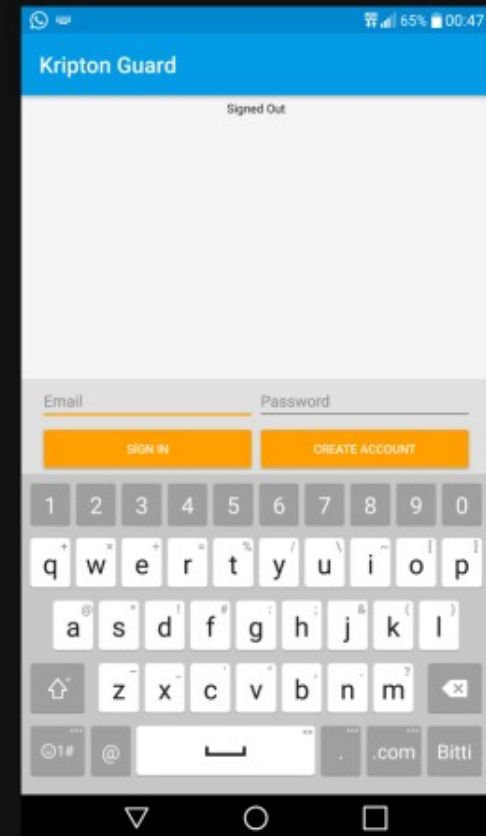 65% 00:47
Kripton Guard
Signed Out
Email Password
SIGN IN CREATE ACCOUNT
1 2 3 4 5 6 7 8 9 0
q w e r t y u i o p
a s d f g h j k l
z x c v b n m
☺1# @ . .com Bitti